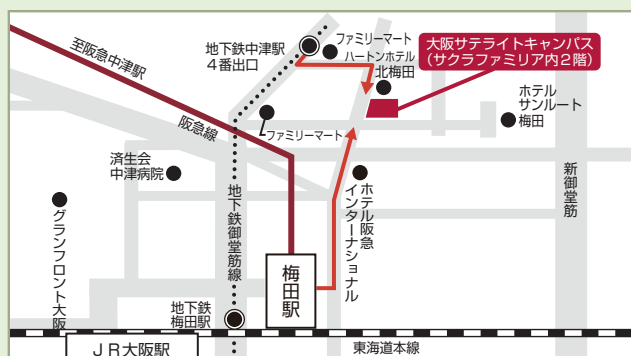 至阪急中津駅
阪急線
地下鉄中津駅
4番出口
ファミリーマート
ハートンホテル
北梅田
大阪サテライトキャンパス
(サクラファミリア内2階)
ホテル
サンルート
梅田
ファミリーマート
済生会
中津病院
グランフロント大阪
地下鉄御堂筋線
ホテル阪急
インターナショナル
新御堂筋
梅田駅
地下鉄
梅田駅
JR大阪駅
東海道本線